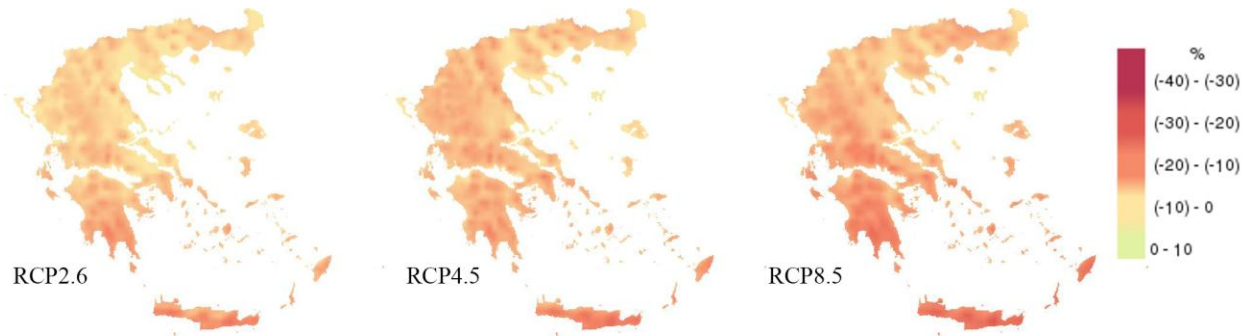 %
(-40) - (-30)
(-30) - (-20)
(-20) - (-10)
(-10) - 0
0 - 10
RCP2.6
RCP4.5
RCP8.5